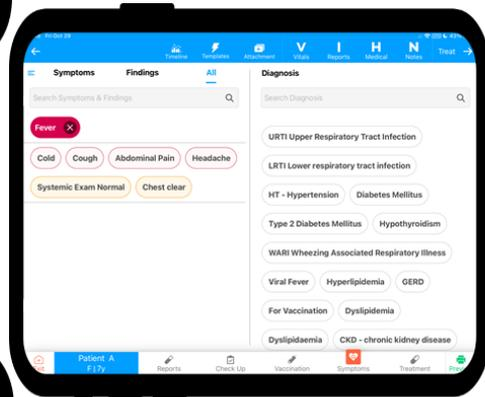 Fri Oct 29
Timeline Templates Attachment V Vitals I Reports H Medical N Notes Treat
Symptoms Findings All
Search Symptoms & Findings
Fever
Cold Cough Abdominal Pain Headache
Systemic Exam Normal Chest clear
Diagnosis
Search Diagnosis
URTI Upper Respiratory Tract Infection
LRTI Lower respiratory tract infection
HT - Hypertension Diabetes Mellitus
Type 2 Diabetes Mellitus Hypothyroidism
WARI Wheezing Associated Respiratory Illness
Viral Fever Hyperlipidemia GERD
For Vaccination Dyslipidemia
Dyslipidaemia CKD - chronic kidney disease
Patient A
F | 7y
Reports Check Up Vaccination Symptoms Treatment